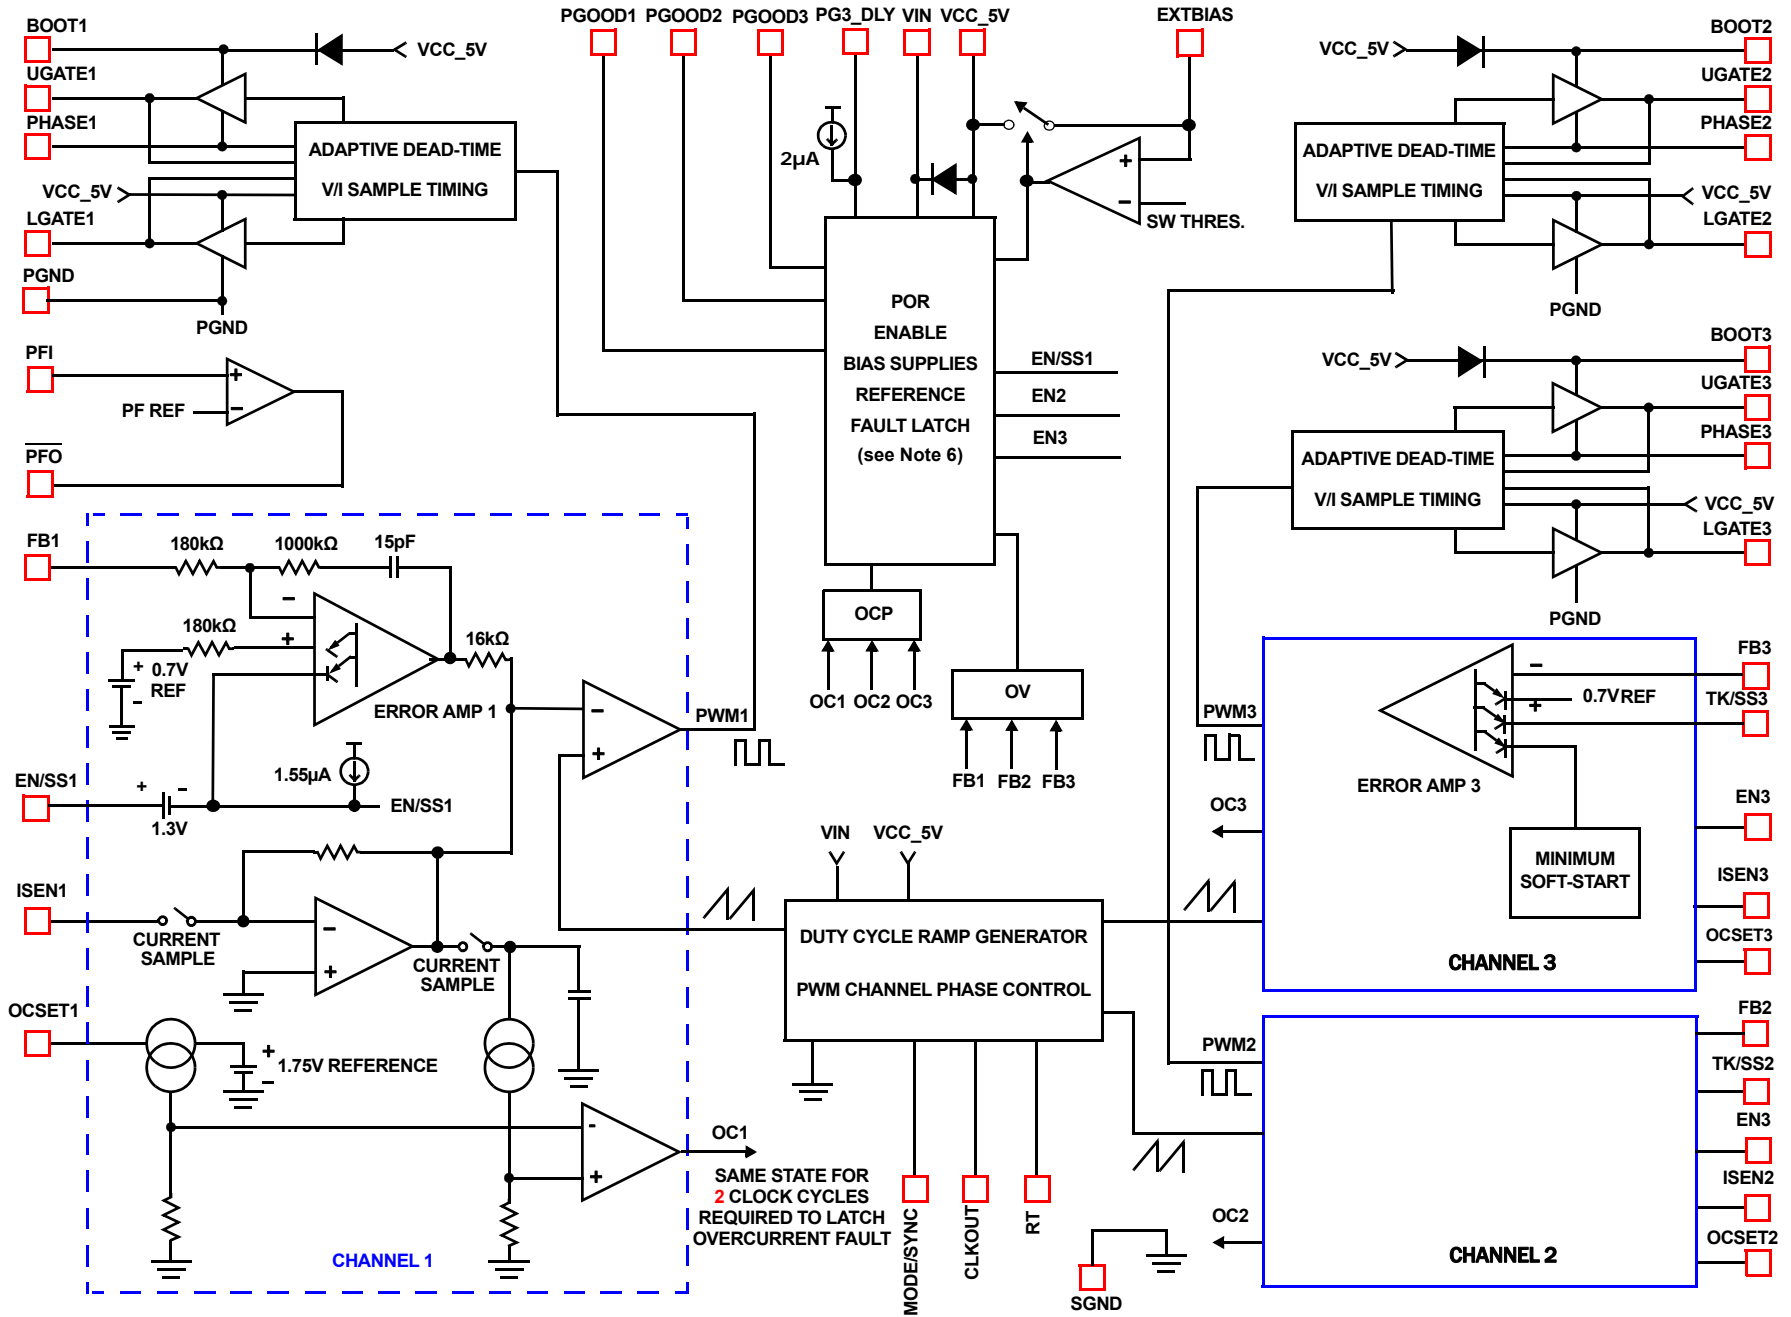 BOOT1
VCC_5V
UGATE1
PHASE1
ADAPTIVE DEAD-TIME
V/I SAMPLE TIMING
VCC_5V
LGATE1
PGND
PGND
PFI
+
PF REF
−
PFO
PGOOD1
PGOOD2
PGOOD3
PG3_DLY
VIN
VCC_5V
EXTBIAS
2µA
+
−
SW THRES.
POR
ENABLE
BIAS SUPPLIES
REFERENCE
FAULT LATCH
(see Note 6)
EN/SS1
EN2
EN3
OCP
OC1
OC2
OC3
OV
FB1
FB2
FB3
VCC_5V
BOOT2
UGATE2
PHASE2
ADAPTIVE DEAD-TIME
V/I SAMPLE TIMING
VCC_5V
LGATE2
PGND
VCC_5V
BOOT3
UGATE3
PHASE3
ADAPTIVE DEAD-TIME
V/I SAMPLE TIMING
VCC_5V
LGATE3
PGND
FB1
180kΩ
1000kΩ
15pF
−
180kΩ
+
16kΩ
+
0.7V
REF
−
ERROR AMP 1
−
+
PWM1
1.55µA
EN/SS1
+
−
1.3V
EN/SS1
ISEN1
CURRENT
SAMPLE
−
+
CURRENT
SAMPLE
OCSET1
+
1.75V REFERENCE
−
-
+
OC1
SAME STATE FOR
2 CLOCK CYCLES
REQUIRED TO LATCH
OVERCURRENT FAULT
CHANNEL 1
VIN
VCC_5V
DUTY CYCLE RAMP GENERATOR
PWM CHANNEL PHASE CONTROL
MODE/SYNC
CLKOUT
RT
SGND
PWM3
OC3
−
0.7V REF
+
ERROR AMP 3
MINIMUM
SOFT-START
CHANNEL 3
FB3
TK/SS3
EN3
ISEN3
OCSET3
PWM2
OC2
CHANNEL 2
FB2
TK/SS2
EN3
ISEN2
OCSET2